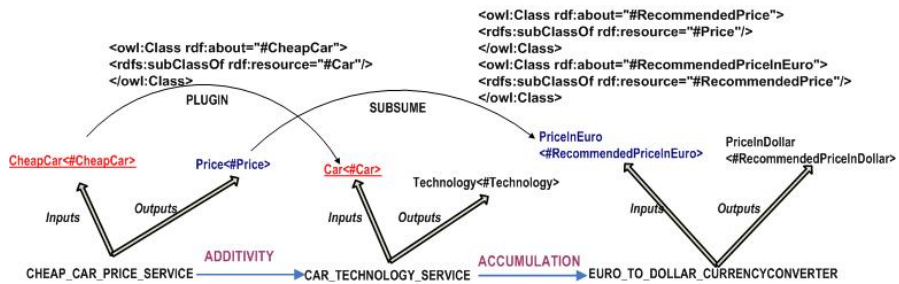 <owl:Class rdf:about="#CheapCar">
<rdfs:subClassOf rdf:resource="#Car"/>
</owl:Class>
<owl:Class rdf:about="#RecommendedPrice">
<rdfs:subClassOf rdf:resource="#Price"/>
</owl:Class>
<owl:Class rdf:about="#RecommendedPriceInEuro">
<rdfs:subClassOf rdf:resource="#RecommendedPrice"/>
</owl:Class>
PLUGIN
SUBSUME
CheapCar<#CheapCar>
Price<#Price>
Car<#Car>
Technology<#Technology>
PriceInEuro
<#RecommendedPriceInEuro>
PriceInDollar
<#RecommendedPriceInDollar>
Inputs
Outputs
Inputs
Outputs
Inputs
Outputs
ADDITIVITY
ACCUMULATION
CHEAP_CAR_PRICE_SERVICE
CAR_TECHNOLOGY_SERVICE
EURO_TO_DOLLAR_CURRENCYCONVERTER